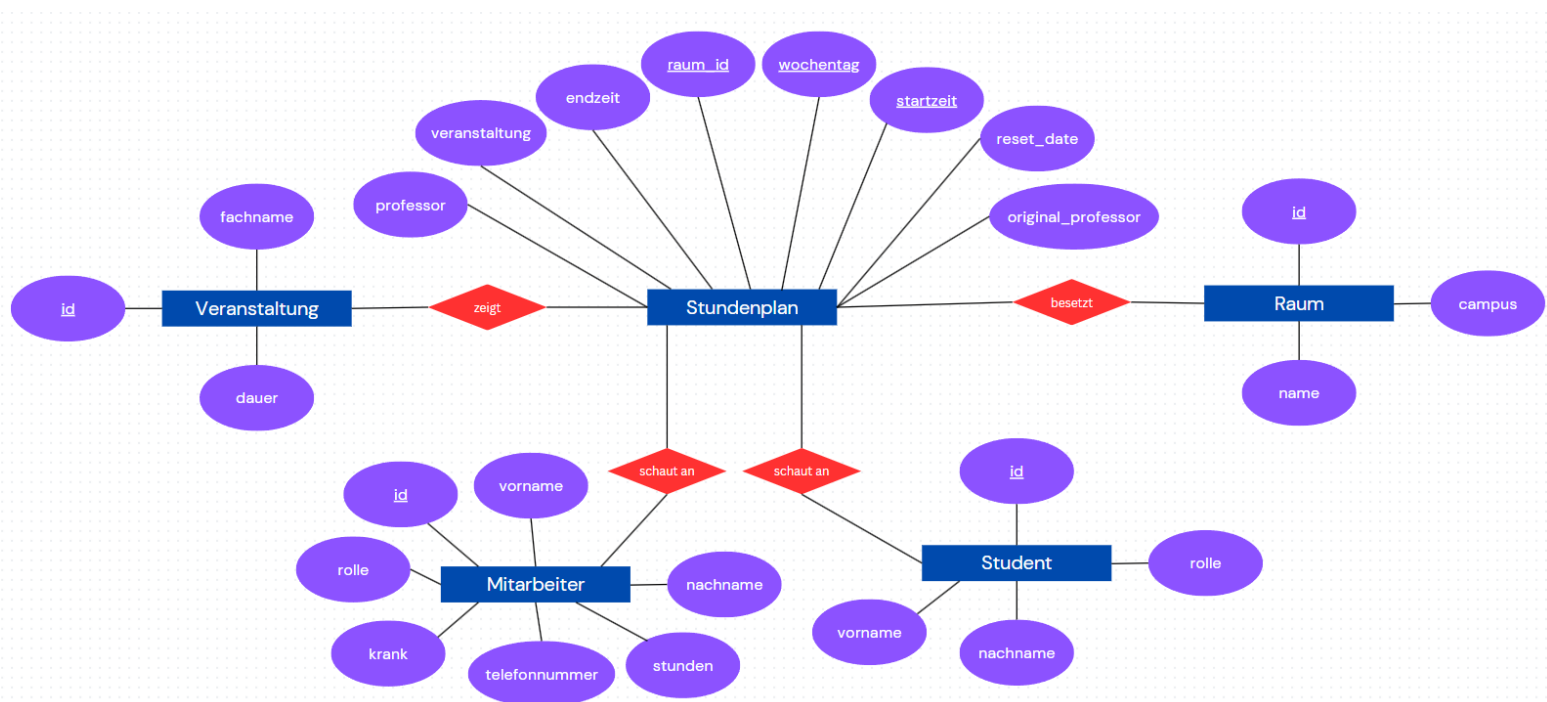 raum_id
wochentag
endzeit
startzeit
veranstaltung
reset_date
professor
original_professor
fachname
id
id
Veranstaltung
zeigt
Stundenplan
besetzt
Raum
campus
dauer
name
schaut an
schaut an
id
vorname
id
rolle
Mitarbeiter
nachname
Student
rolle
krank
telefonnummer
stunden
vorname
nachname